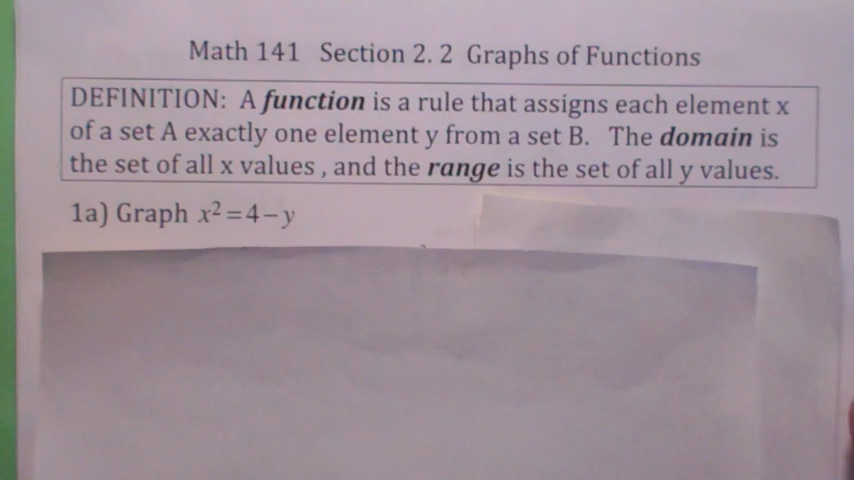 Math 141 Section 2. 2 Graphs of Functions
DEFINITION: A function is a rule that assigns each element x
of a set A exactly one element y from a set B. The domain is
the set of all x values , and the range is the set of all y values.
1a) Graph x²=4−y